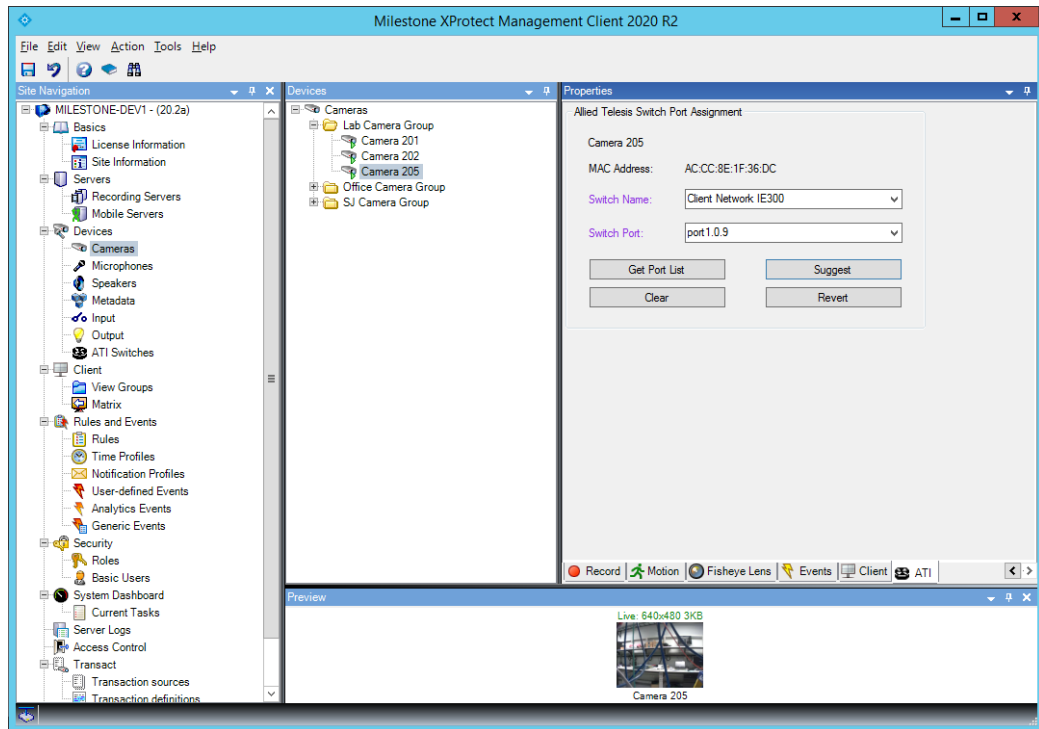 Milestone XProtect Management Client 2020 R2
File Edit View Action Tools Help
Site Navigation
MILESTONE-DEV1 - (20.2a)
Basics
License Information
Site Information
Servers
Recording Servers
Mobile Servers
Devices
Cameras
Microphones
Speakers
Metadata
Input
Output
ATI Switches
Client
View Groups
Matrix
Rules and Events
Rules
Time Profiles
Notification Profiles
User-defined Events
Analytics Events
Generic Events
Security
Roles
Basic Users
System Dashboard
Current Tasks
Server Logs
Access Control
Transact
Transaction sources
Transaction definitions
Devices
Cameras
Lab Camera Group
Camera 201
Camera 202
Camera 205
Office Camera Group
SJ Camera Group
Properties
Allied Telesis Switch Port Assignment
Camera 205
MAC Address: AC:CC:8E:1F:36:DC
Switch Name: Client Network IE300
Switch Port: port1.0.9
Get Port List Suggest
Clear Revert
Record Motion Fisheye Lens Events Client ATI
Preview
Live: 640x480 3KB
Camera 205